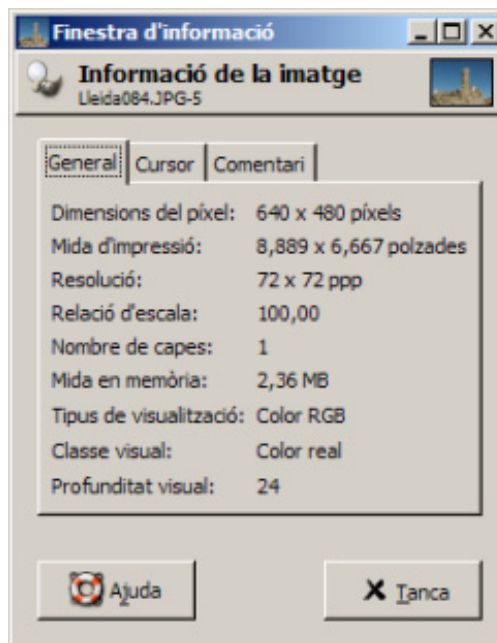 Finestra d'informació
Informació de la imatge
Lleida084.JPG-5
General Cursor Comentari
Dimensions del píxel: 640 x 480 píxels
Mida d'impressió: 8,889 x 6,667 polzades
Resolució: 72 x 72 ppp
Relació d'escala: 100,00
Nombre de capes: 1
Mida en memòria: 2,36 MB
Tipus de visualització: Color RGB
Classe visual: Color real
Profunditat visual: 24
Ajuda Tanca